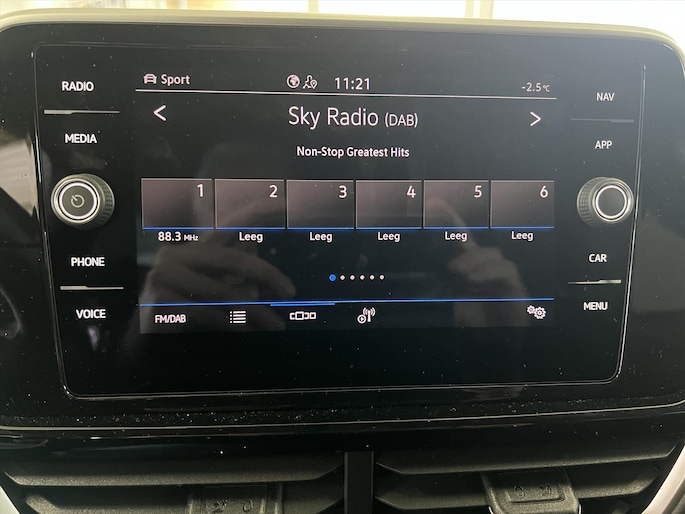 RADIO
MEDIA
PHONE
VOICE
Sport
11:21
-2.5°C
< Sky Radio (DAB) >
Non-Stop Greatest Hits
1 2 3 4 5 6
88.3 MHz Leeg Leeg Leeg Leeg Leeg
FM/DAB
NAV
APP
CAR
MENU